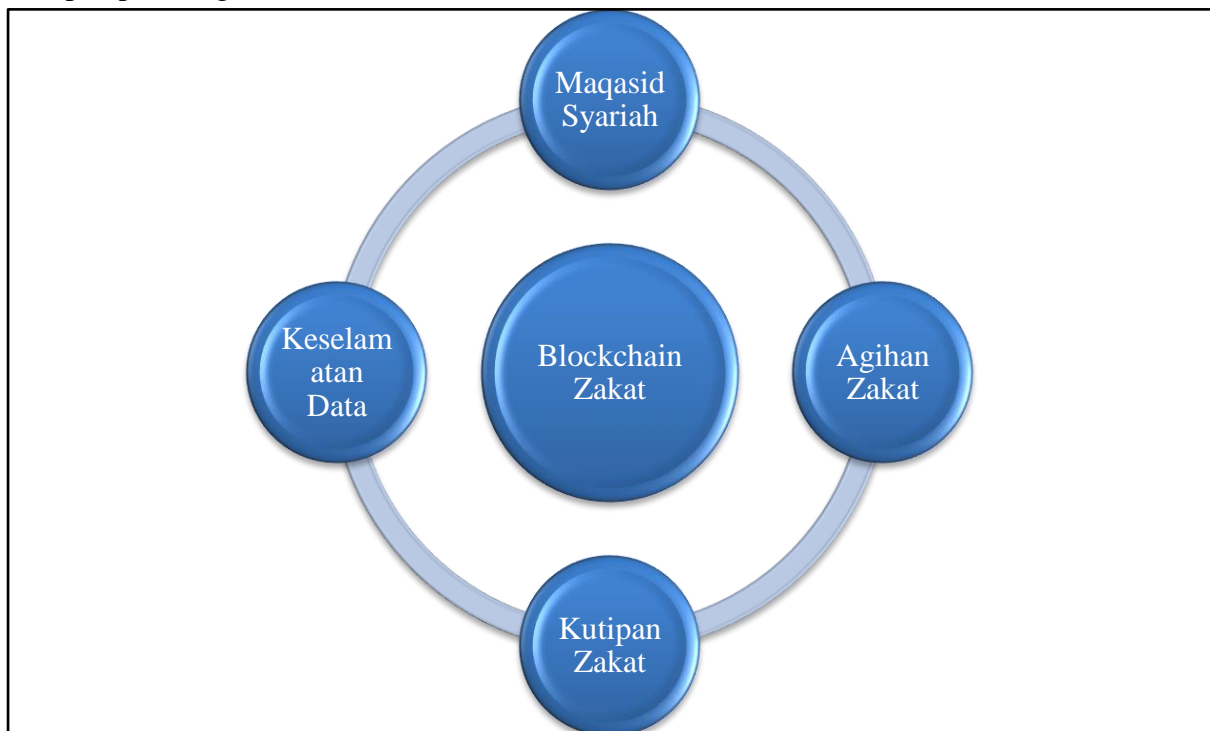 Maqasid
Syariah
Keselam
atan
Data
Blockchain
Zakat
Agihan
Zakat
Kutipan
Zakat